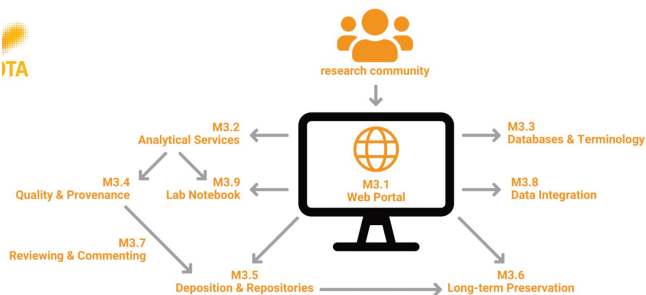 research community
M3.2
Analytical Services
M3.3
Databases & Terminology
M3.4
Quality & Provenance
M3.9
Lab Notebook
M3.1
Web Portal
M3.8
Data Integration
M3.7
Reviewing & Commenting
M3.5
Deposition & Repositories
M3.6
Long-term Preservation